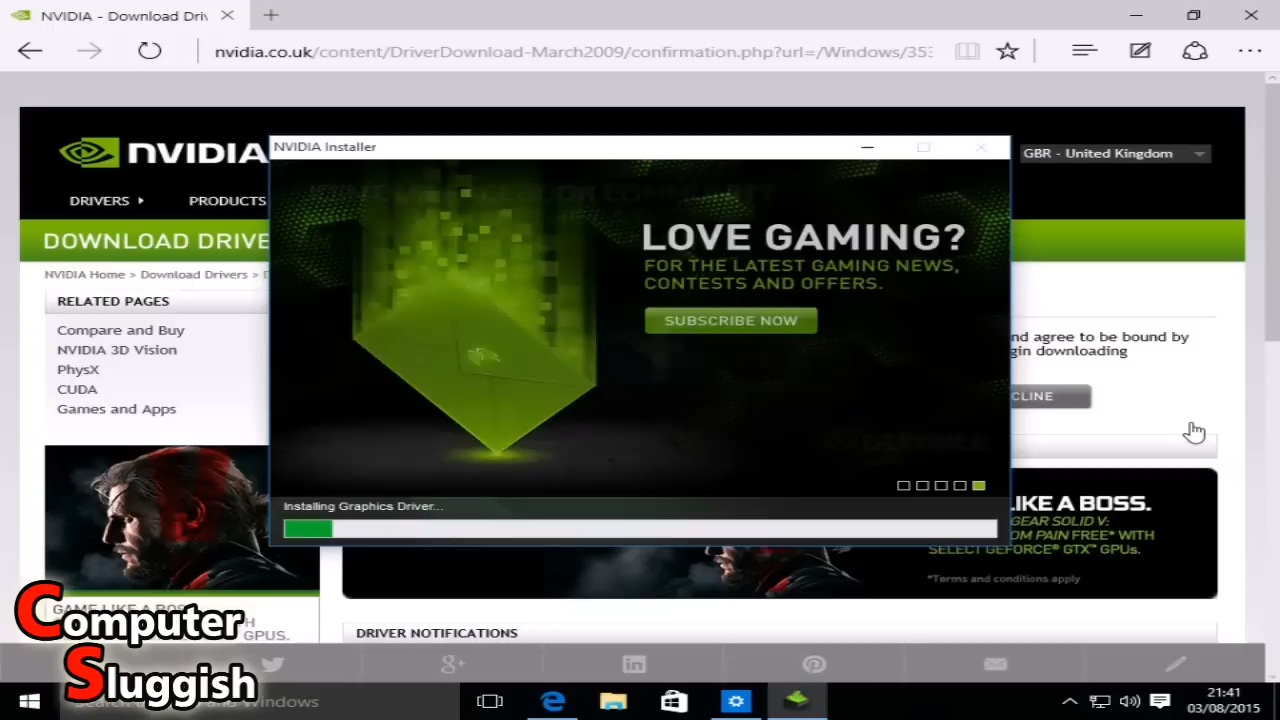 NVIDIA - Download Driv
nvidia.co.uk/content/DriverDownload-March2009/confirmation.php?url=/Windows/353
NVIDIA
GBR - United Kingdom
DRIVERS
PRODUCTS
DOWNLOAD DRIVE
NVIDIA Home > Download Drivers >
RELATED PAGES
Compare and Buy
NVIDIA 3D Vision
PhysX
CUDA
Games and Apps
NVIDIA Installer
LOVE GAMING?
FOR THE LATEST GAMING NEWS,
CONTESTS AND OFFERS.
SUBSCRIBE NOW
Installing Graphics Driver...
nd agree to be bound by
gin downloading
CLINE
IKE A BOSS.
GEAR SOLID V:
OM PAIN FREE* WITH
SELECT GEFORCE® GTX™ GPUs.
*Terms and conditions apply
GAME LIKE A BOS
GPUS.
DRIVER NOTIFICATIONS
Computer
Sluggish
and Windows
21:41
03/08/2015